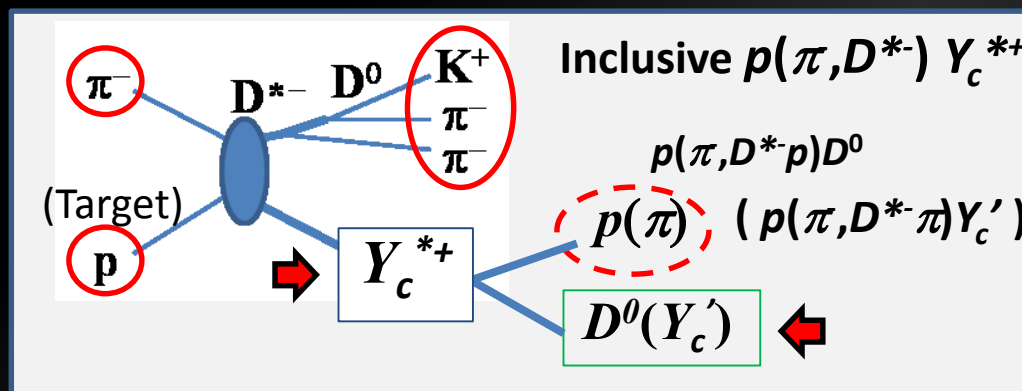 Inclusive p(π⁻,D*⁻) Y_c*⁺
π⁻
D*⁻
D⁰
K⁺
π⁻
π⁻
p(π⁻,D*⁻p)D⁰
(Target)
p
Y_c*⁺
p(π)
( p(π⁻,D*⁻π)Y_c′ )
D⁰(Y_c′)